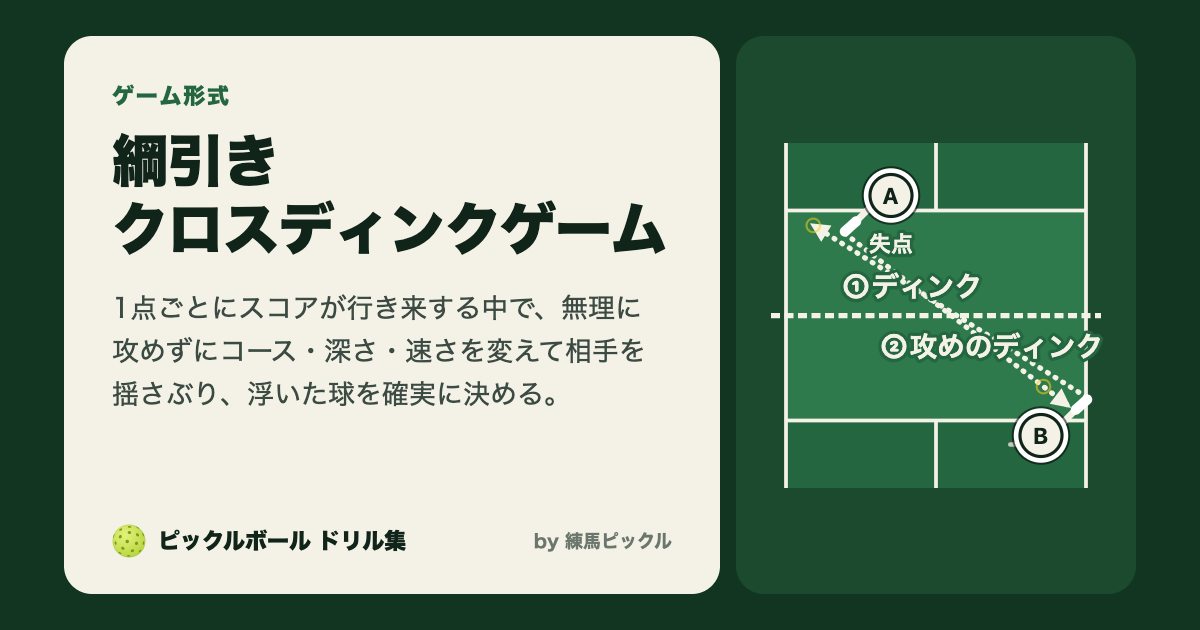 ゲーム形式
綱引き
クロスディンクゲーム
1点ごとにスコアが行き来する中で、無理に
攻めずにコース・深さ・速さを変えて相手を
揺さぶり、浮いた球を確実に決める。
ピックルボール ドリル集
by 練馬ピックル
A
失点
①ディンク
②攻めのディンク
B